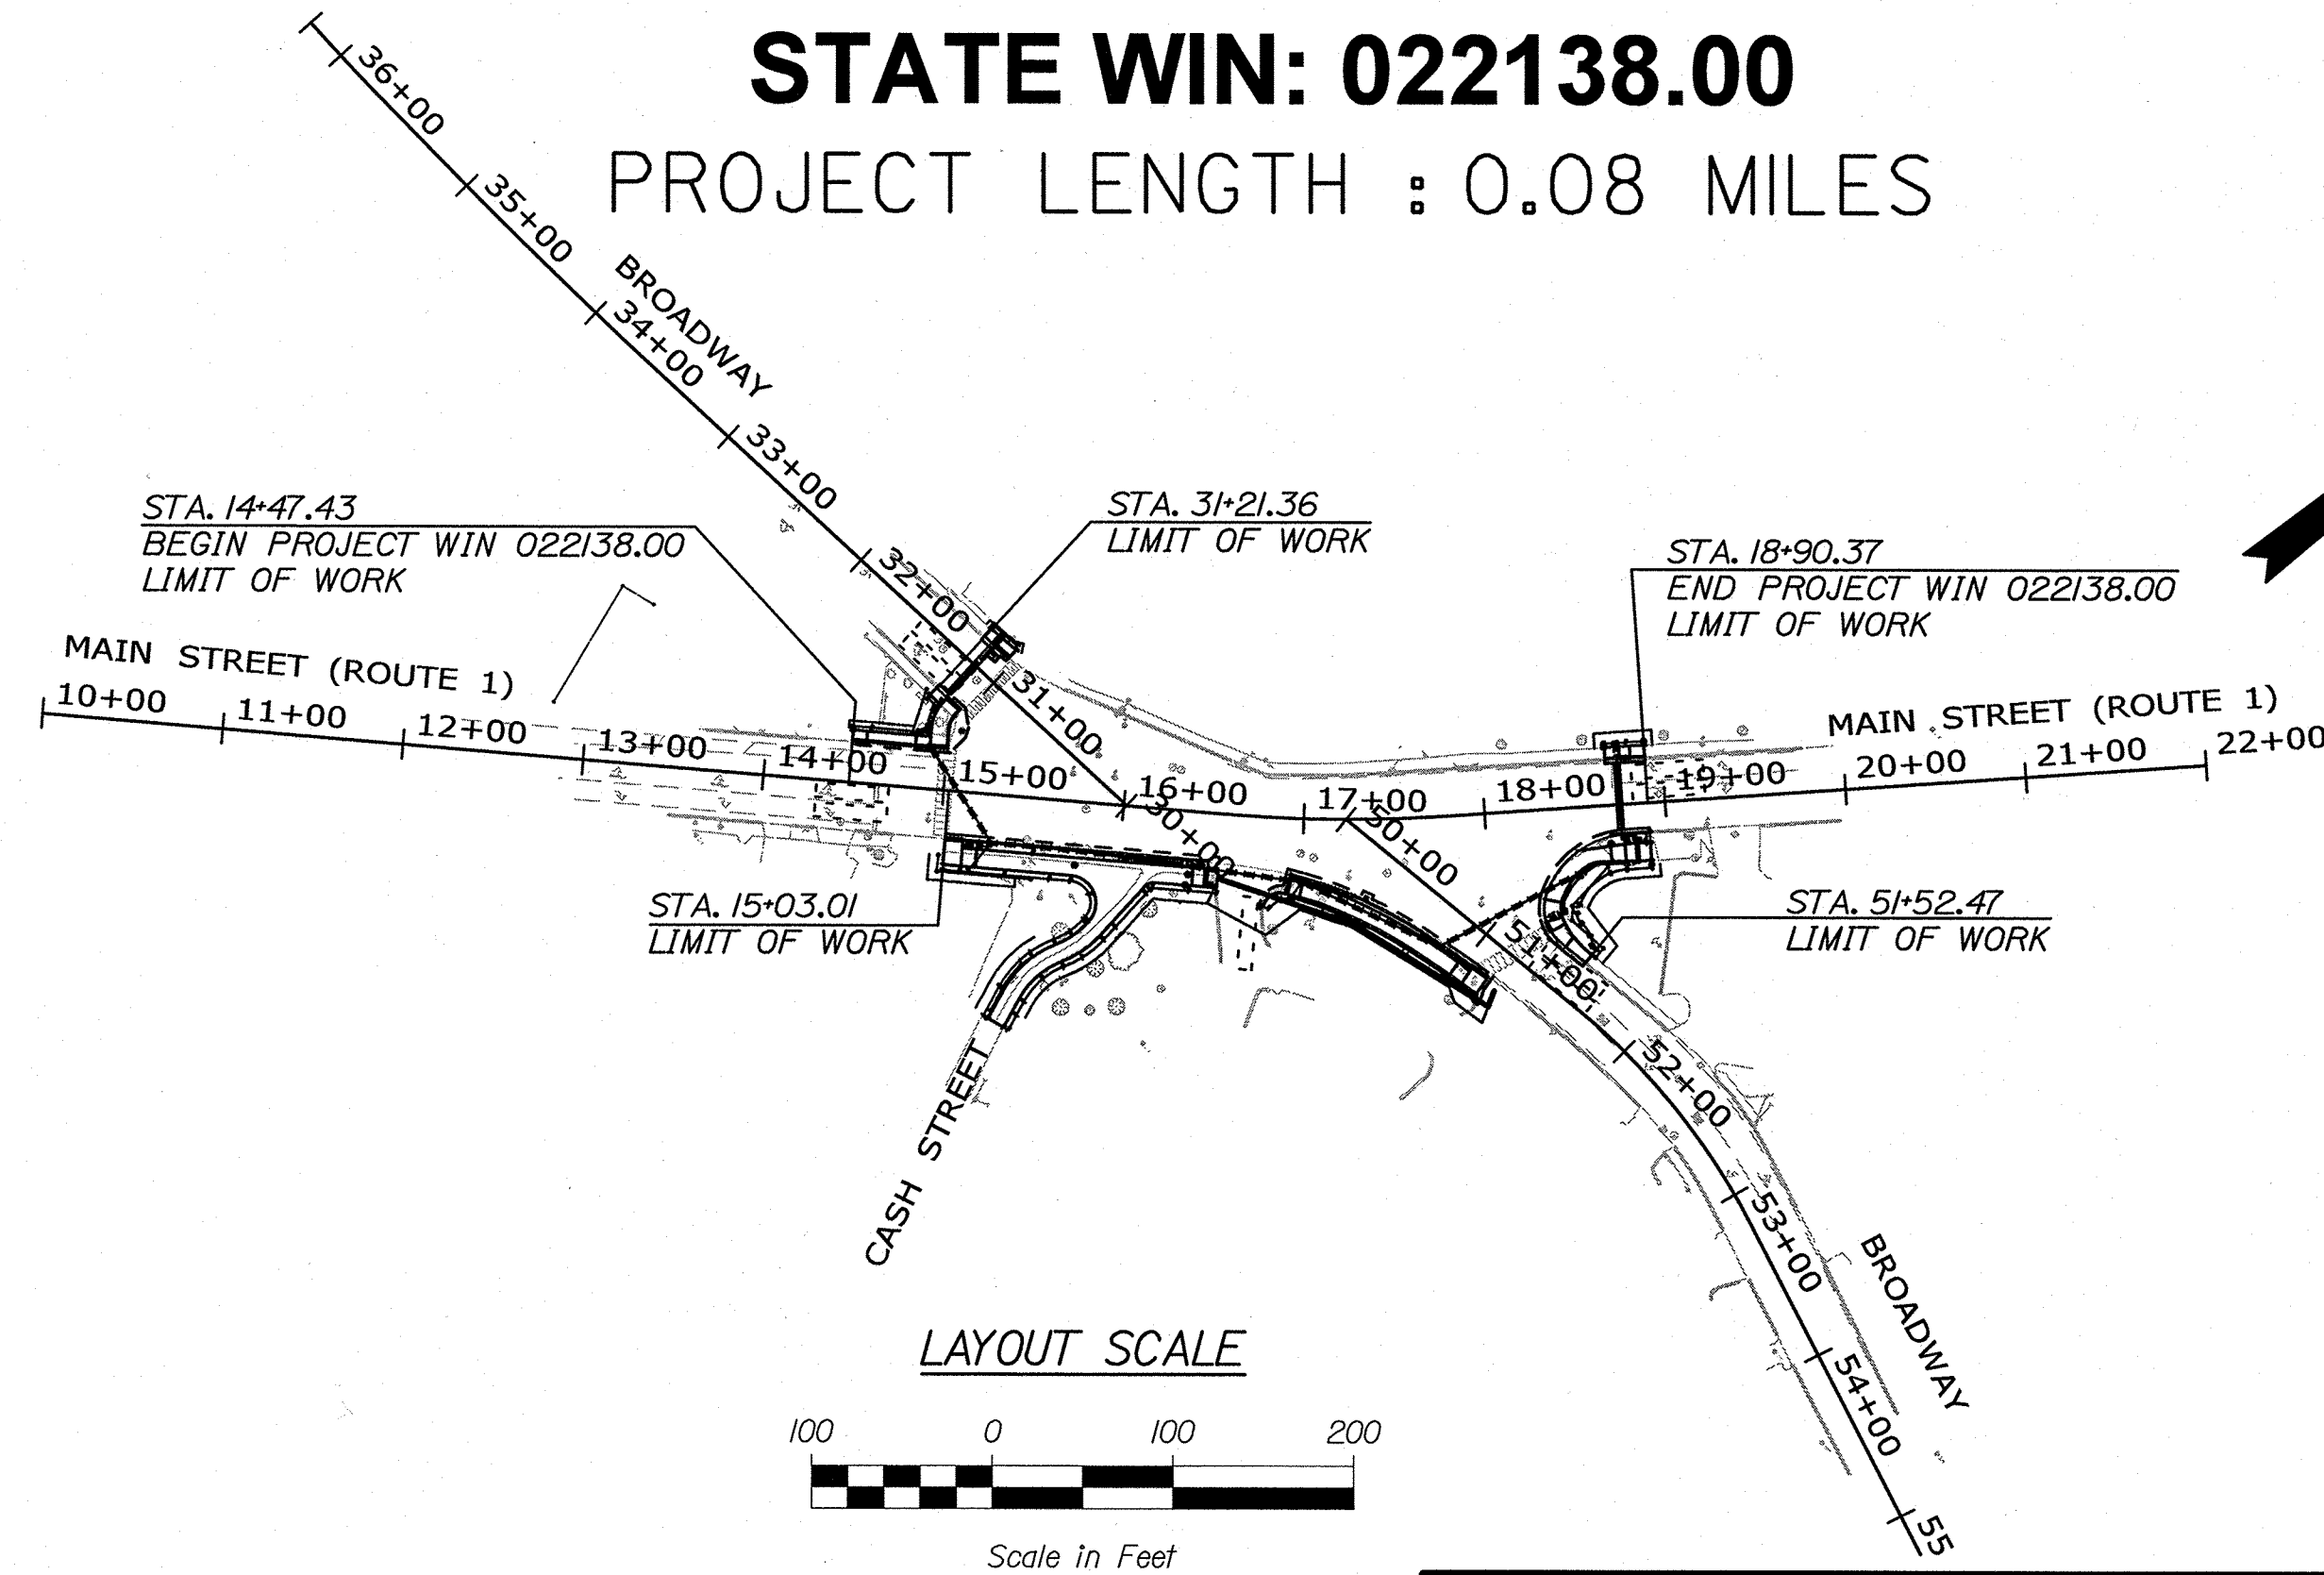 STATE WIN: 022138.00
PROJECT LENGTH : 0.08 MILES
36+00
35+00
BROADWAY
34+00
33+00
32+00
31+00
30+00
STA. 14+47.43
BEGIN PROJECT WIN 022138.00
LIMIT OF WORK
STA. 31+21.36
LIMIT OF WORK
STA. 18+90.37
END PROJECT WIN 022138.00
LIMIT OF WORK
MAIN STREET (ROUTE 1)
10+00
11+00
12+00
13+00
14+00
15+00
16+00
17+00
18+00
19+00
20+00
21+00
22+00
MAIN STREET (ROUTE 1)
STA. 15+03.01
LIMIT OF WORK
STA. 51+52.47
LIMIT OF WORK
50+00
51+00
52+00
53+00
54+00
55
BROADWAY
CASH STREET
LAYOUT SCALE
100 0 100 200
Scale in Feet